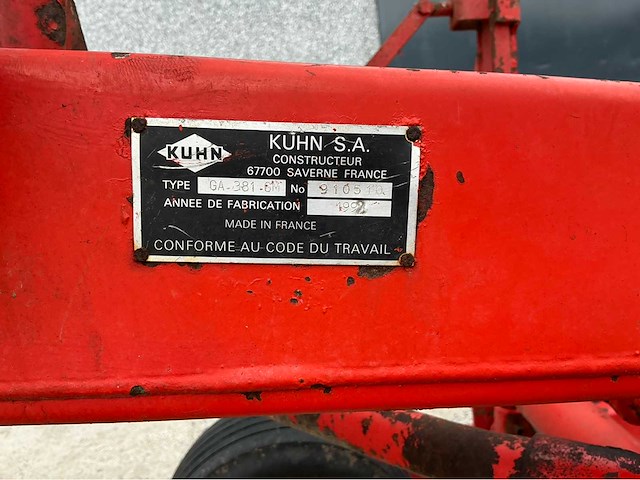 KUHN
KUHN S.A.
CONSTRUCTEUR
67700 SAVERNE FRANCE
TYPE GA-381-GM No
ANNEE DE FABRICATION 1992
MADE IN FRANCE
CONFORME AU CODE DU TRAVAIL